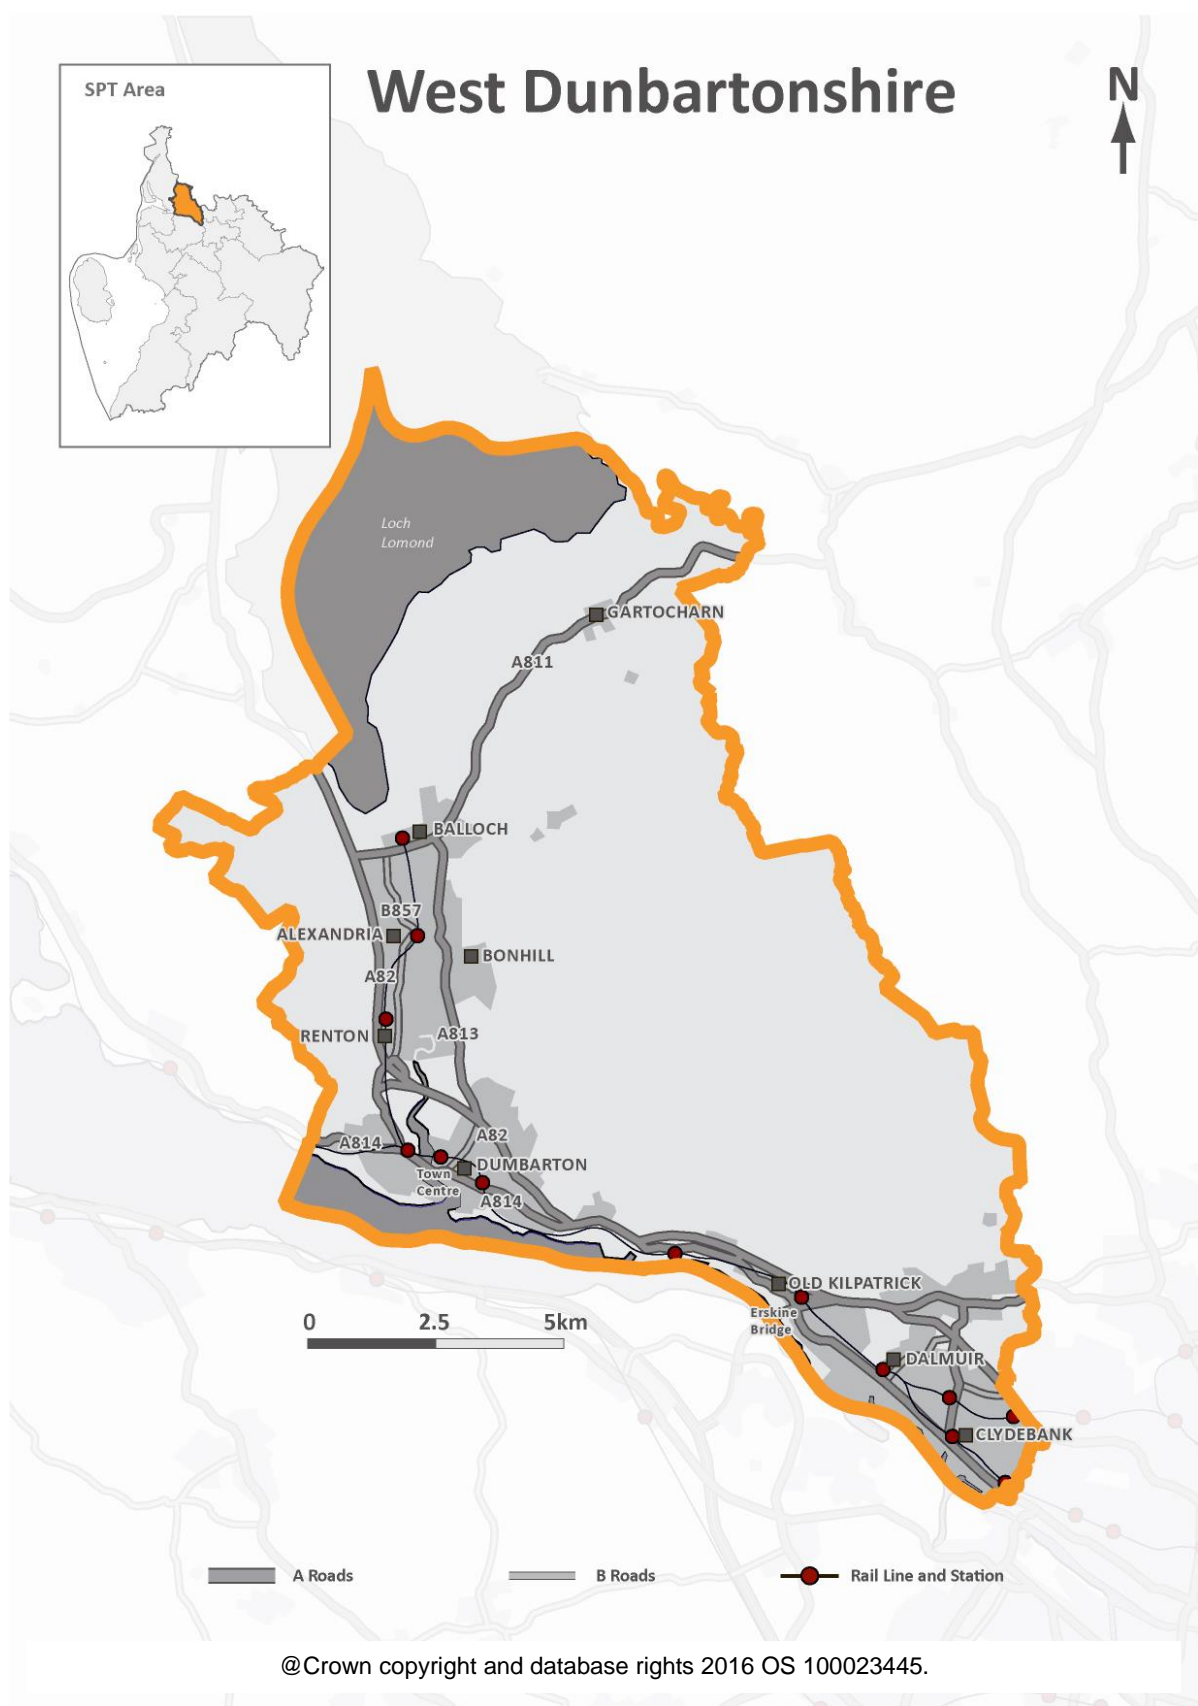 SPT Area
West Dunbartonshire
N
Loch
Lomond
GARTOCHARN
A811
BALLOCH
B857
ALEXANDRIA
BONHILL
A82
RENTON
A813
A814
A82
DUMBARTON
Town
Centre
A814
OLD KILPATRICK
Erskine
Bridge
0 2.5 5km
DALMUIR
CLYDEBANK
A Roads B Roads Rail Line and Station
@Crown copyright and database rights 2016 OS 100023445.